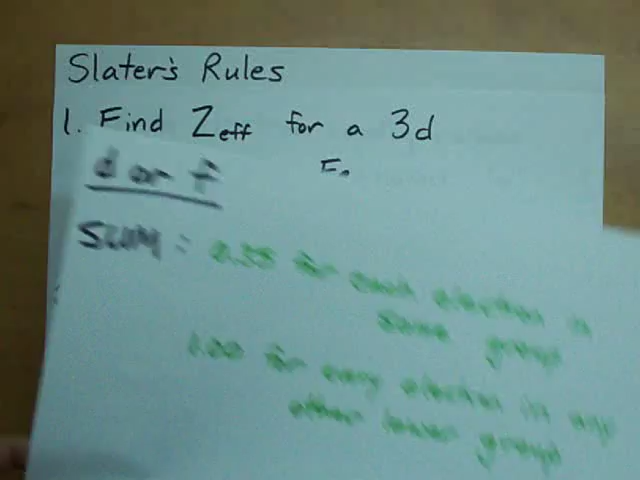 Slater's Rules
1. Find Zeff for a 3d
d or f
SUM: 0.35 for each electron in
same group
1.00 for every electron in any
other lower group